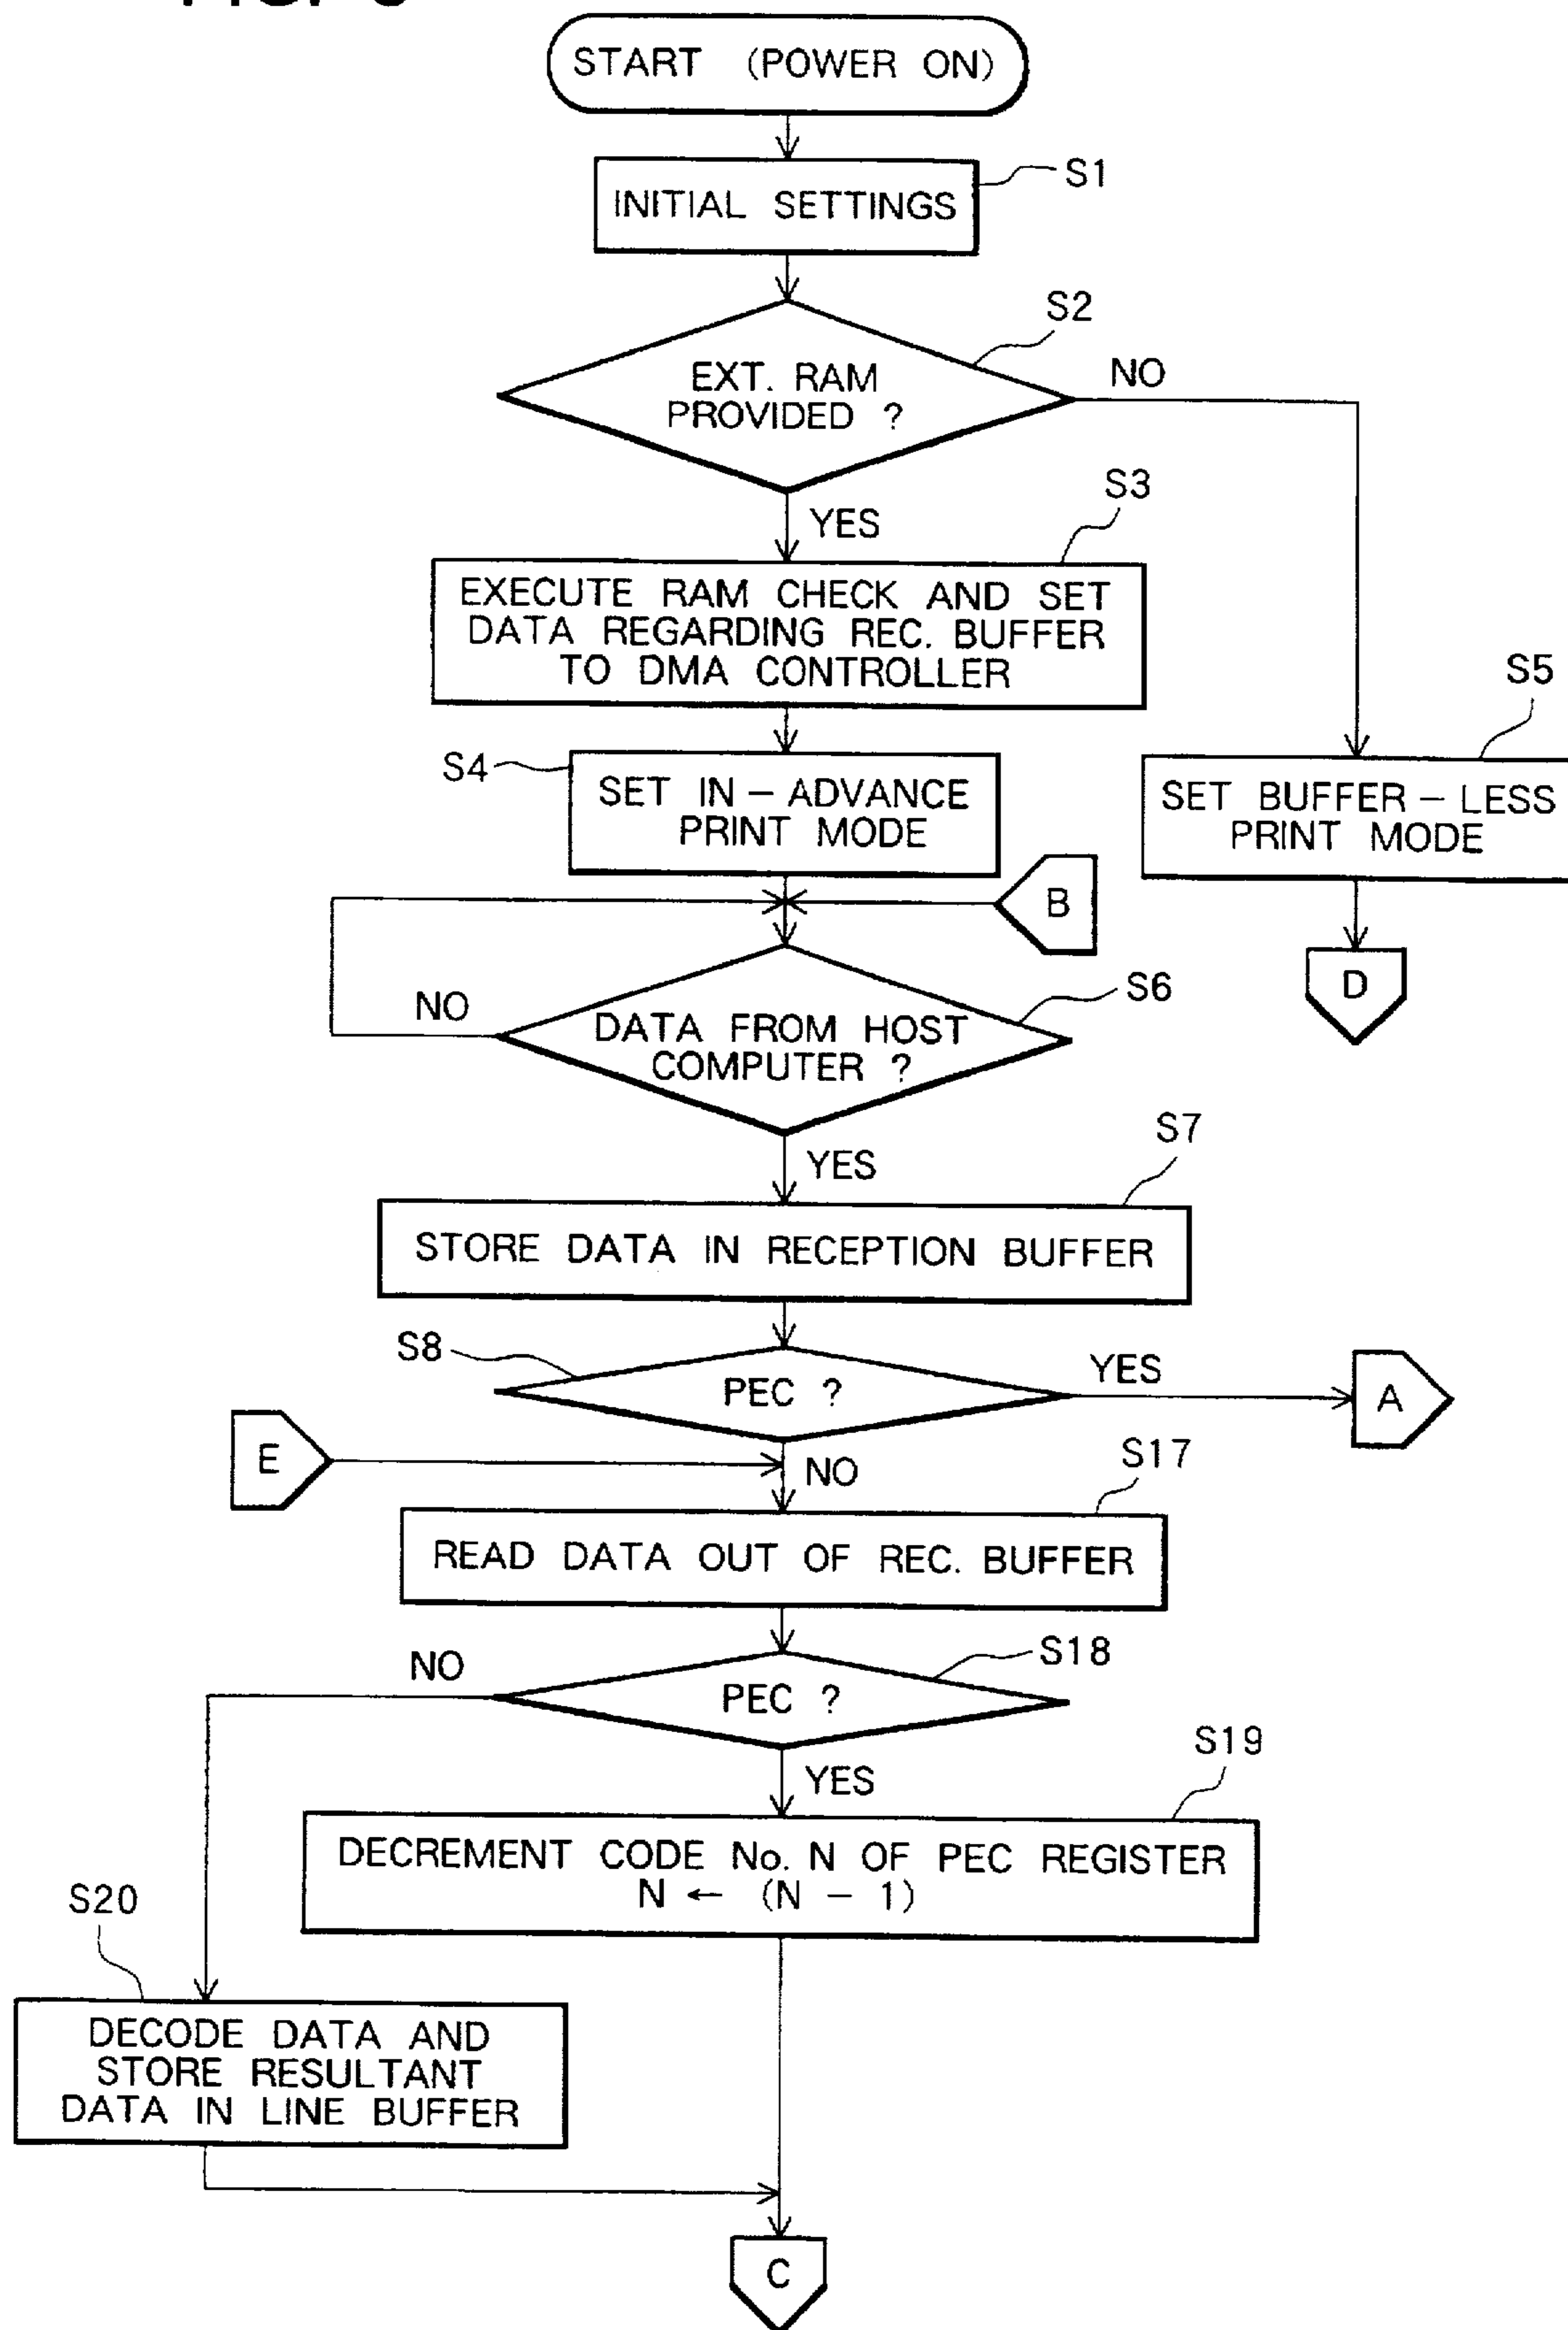 START (POWER ON)
S1
INITIAL SETTINGS
S2
EXT. RAM
PROVIDED ?
NO
YES
S3
EXECUTE RAM CHECK AND SET
DATA REGARDING REC. BUFFER
TO DMA CONTROLLER
S4
SET IN – ADVANCE
PRINT MODE
S5
SET BUFFER – LESS
PRINT MODE
B
D
S6
NO
DATA FROM HOST
COMPUTER ?
YES
S7
STORE DATA IN RECEPTION BUFFER
S8
PEC ?
YES
A
E
NO
S17
READ DATA OUT OF REC. BUFFER
S18
NO
PEC ?
YES
S19
DECREMENT CODE No. N OF PEC REGISTER
N ← (N – 1)
S20
DECODE DATA AND
STORE RESULTANT
DATA IN LINE BUFFER
C